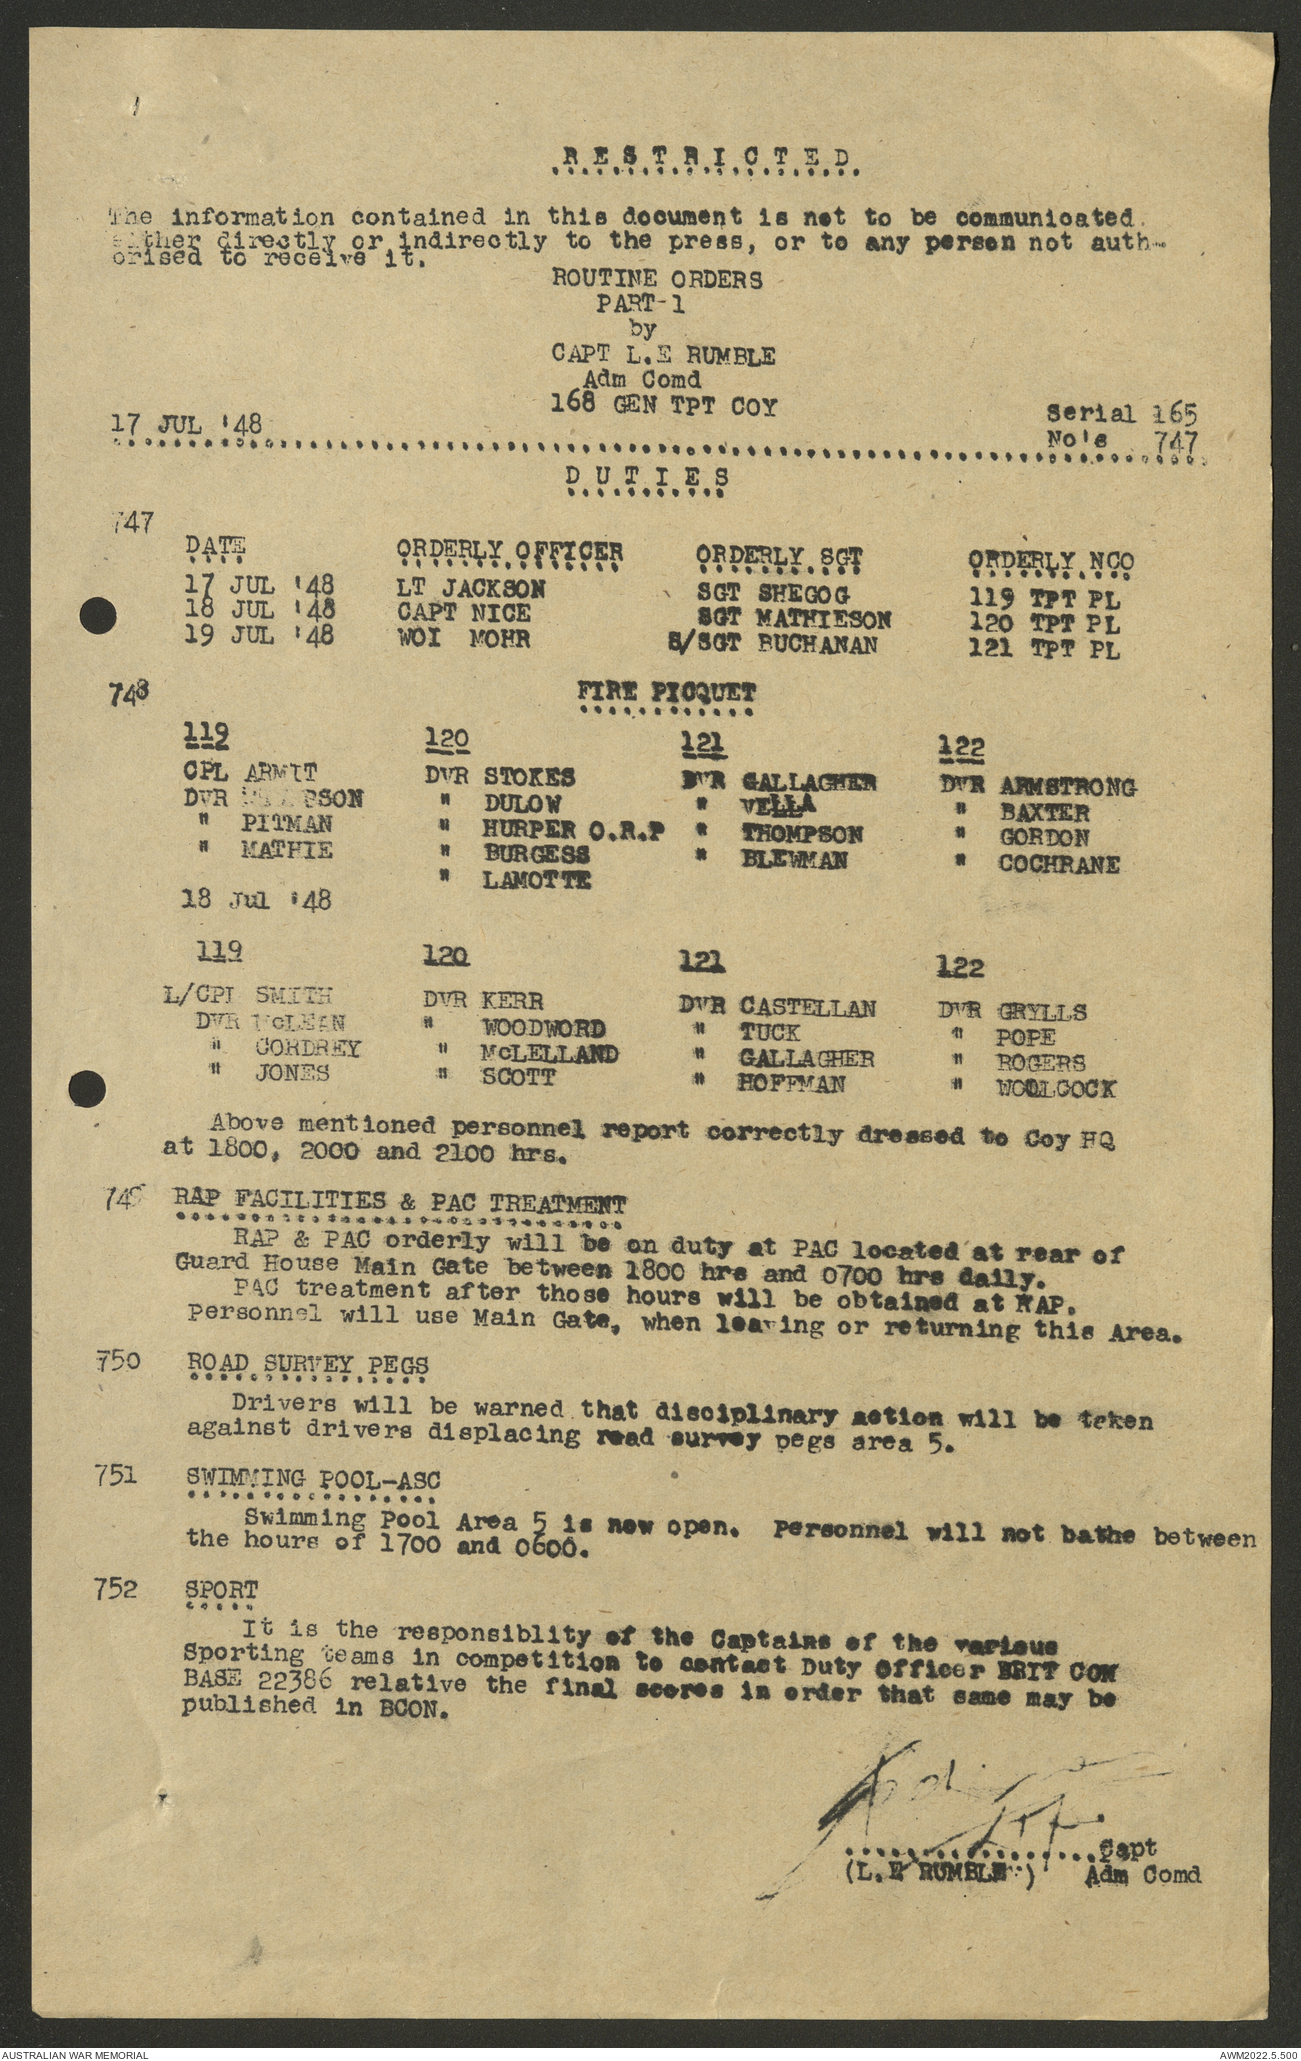 R E S T R I C T E D
The information contained in this document is not to be communicated
either directly or indirectly to the press, or to any person not auth-
orised to receive it.
ROUTINE ORDERS
PART-1
by
CAPT L.E RUMBLE
Adm Comd
168 GEN TPT COY
17 JUL '48
Serial 165
No's 747
D U T I E S
747
DATE ORDERLY OFFICER ORDERLY SGT ORDERLY NCO
17 JUL '48 LT JACKSON SGT SHEGOG 119 TPT PL
18 JUL '48 CAPT NICE SGT MATHIESON 120 TPT PL
19 JUL '48 WOI MOHR S/SGT BUCHANAN 121 TPT PL
748 FIRE PICQUET
119 120 121 122
CPL ARMIT DVR STOKES DVR GALLAGHER DVR ARMSTRONG
DVR " DULOW " VELLA " BAXTER
" PITMAN " HURPER O.R.P " THOMPSON " GORDON
" MATHIE " BURGESS " BLEWMAN " COCHRANE
" LAMOTTE
18 Jul '48
119 120 121 122
L/CPL SMITH DVR KERR DVR CASTELLAN DVR GRYLLS
DVR McLEAN " WOODWORD " TUCK " POPE
" CORDREY " McLELLAND " GALLAGHER " ROGERS
" JONES " SCOTT " HOFFMAN " WOOLCOCK
Above mentioned personnel report correctly dressed to Coy HQ
at 1800, 2000 and 2100 hrs.
749 RAP FACILITIES & PAC TREATMENT
RAP & PAC orderly will be on duty at PAC located at rear of
Guard House Main Gate between 1800 hrs and 0700 hrs daily.
PAC treatment after those hours will be obtained at RAP.
Personnel will use Main Gate, when leaving or returning this Area.
750 ROAD SURVEY PEGS
Drivers will be warned that disciplinary action will be taken
against drivers displacing road survey pegs area 5.
751 SWIMMING POOL-ASC
Swimming Pool Area 5 is now open. Personnel will not bathe between
the hours of 1700 and 0600.
752 SPORT
It is the responsiblity of the Captains of the various
Sporting teams in competition to contact Duty Officer BRIT COM
BASE 22386 relative the final scores in order that same may be
published in BCON.
Capt
(L.E RUMBLE) Adm Comd
AUSTRALIAN WAR MEMORIAL
AWM2022.5.500